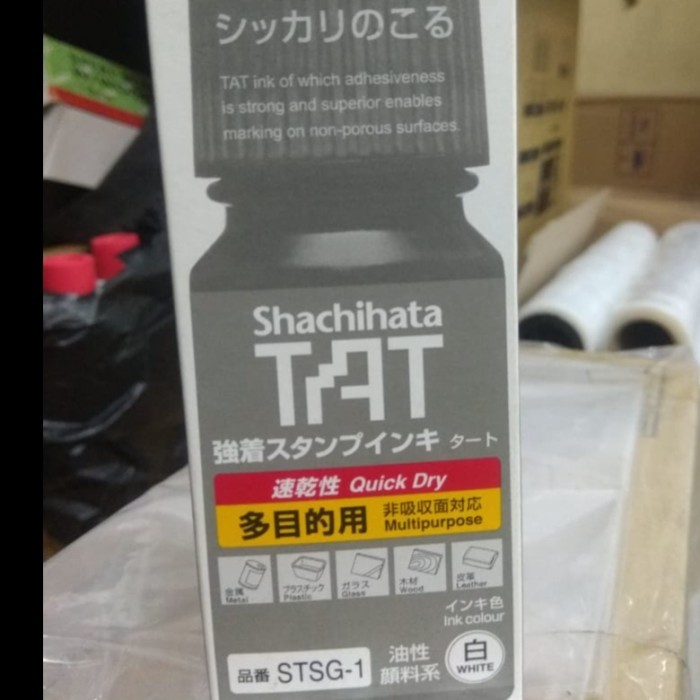 シッカリのこる
TAT ink of which adhesiveness
is strong and superior enables
marking on non-porous surfaces.
Shachihata
TAT
強着スタンプインキ タート
速乾性 Quick Dry
多目的用 非吸収面対応
Multipurpose
金属 プラスチック ガラス 木材 皮革
Metal Plastic Glass Wood Leather
インキ色
Ink colour
品番 STSG-1 油性 白
顔料系 WHITE